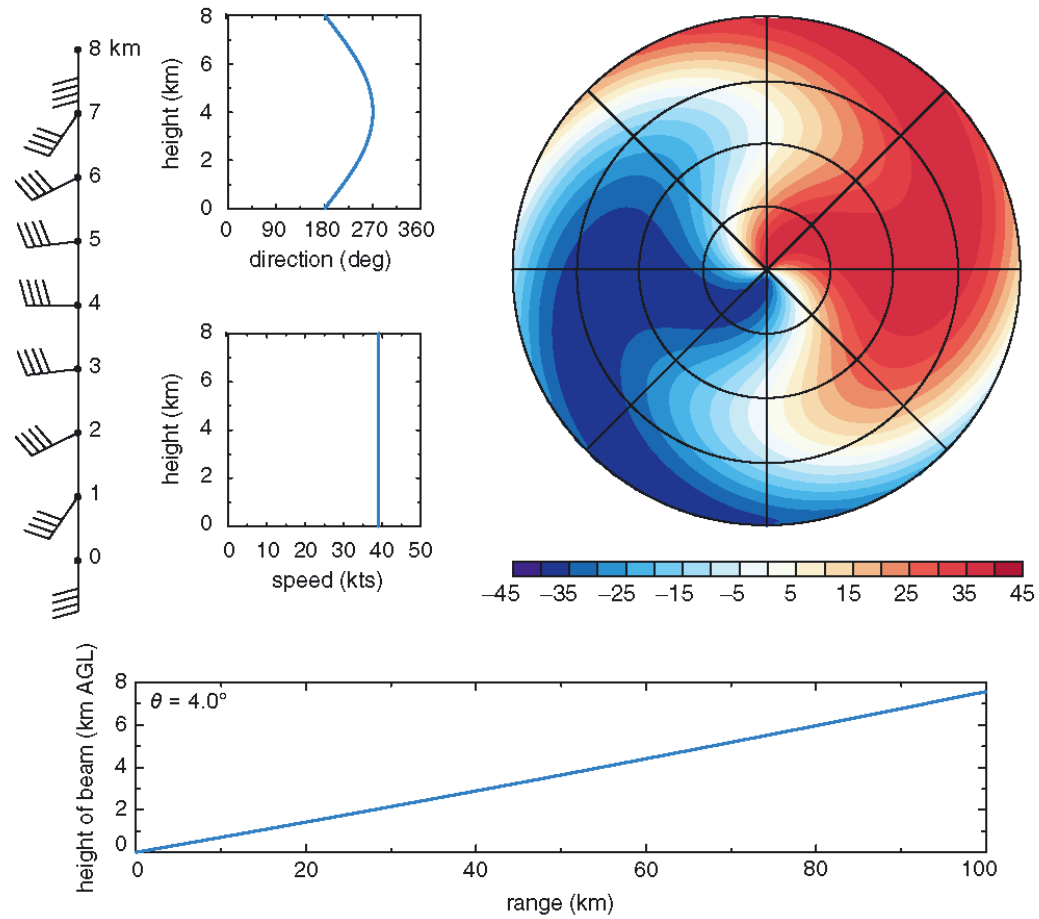 8 km
7
6
5
4
3
2
1
0
height (km)
8
6
4
2
0
0 90 180 270 360
direction (deg)
height (km)
8
6
4
2
0
0 10 20 30 40 50
speed (kts)
−45 −35 −25 −15 −5 5 15 25 35 45
height of beam (km AGL)
8
6
4
2
0
θ = 4.0°
0 20 40 60 80 100
range (km)